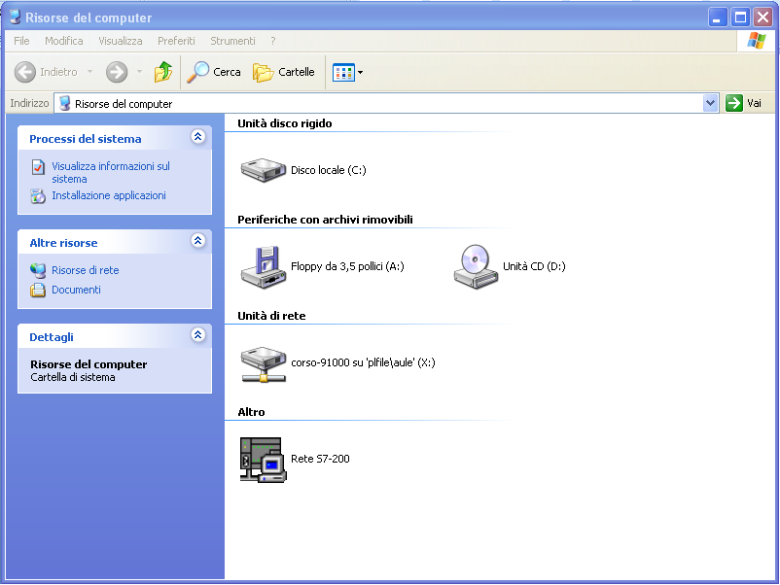 Risorse del computer
File Modifica Visualizza Preferiti Strumenti ?
Indietro Cerca Cartelle
Indirizzo Risorse del computer Vai
Processi del sistema
Visualizza informazioni sul
sistema
Installazione applicazioni
Altre risorse
Risorse di rete
Documenti
Dettagli
Risorse del computer
Cartella di sistema
Unità disco rigido
Disco locale (C:)
Periferiche con archivi rimovibili
Floppy da 3,5 pollici (A:) Unità CD (D:)
Unità di rete
corso-91000 su 'plfile\aule' (X:)
Altro
Rete S7-200